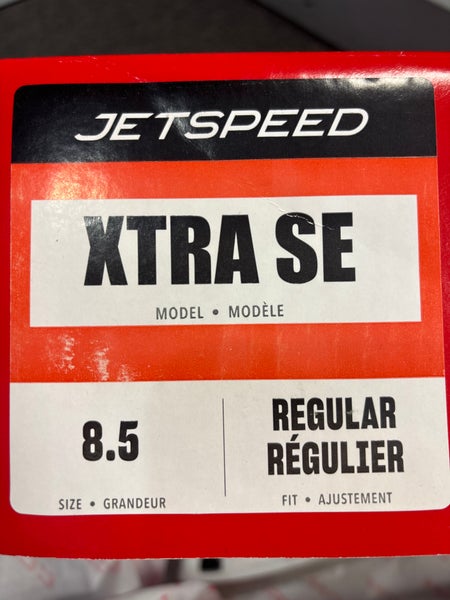 JETSPEED
XTRA SE
MODEL • MODÈLE
8.5
SIZE • GRANDEUR
REGULAR
RÉGULIER
FIT • AJUSTEMENT